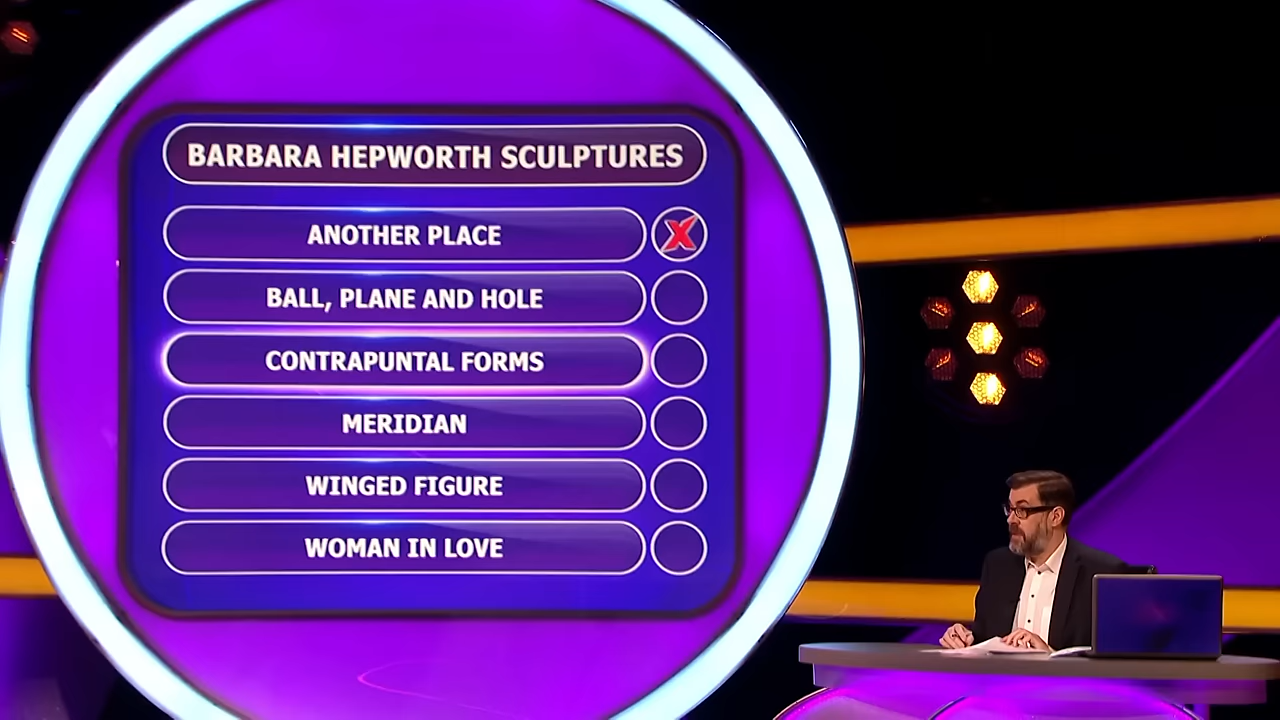 BARBARA HEPWORTH SCULPTURES
ANOTHER PLACE
BALL, PLANE AND HOLE
CONTRAPUNTAL FORMS
MERIDIAN
WINGED FIGURE
WOMAN IN LOVE